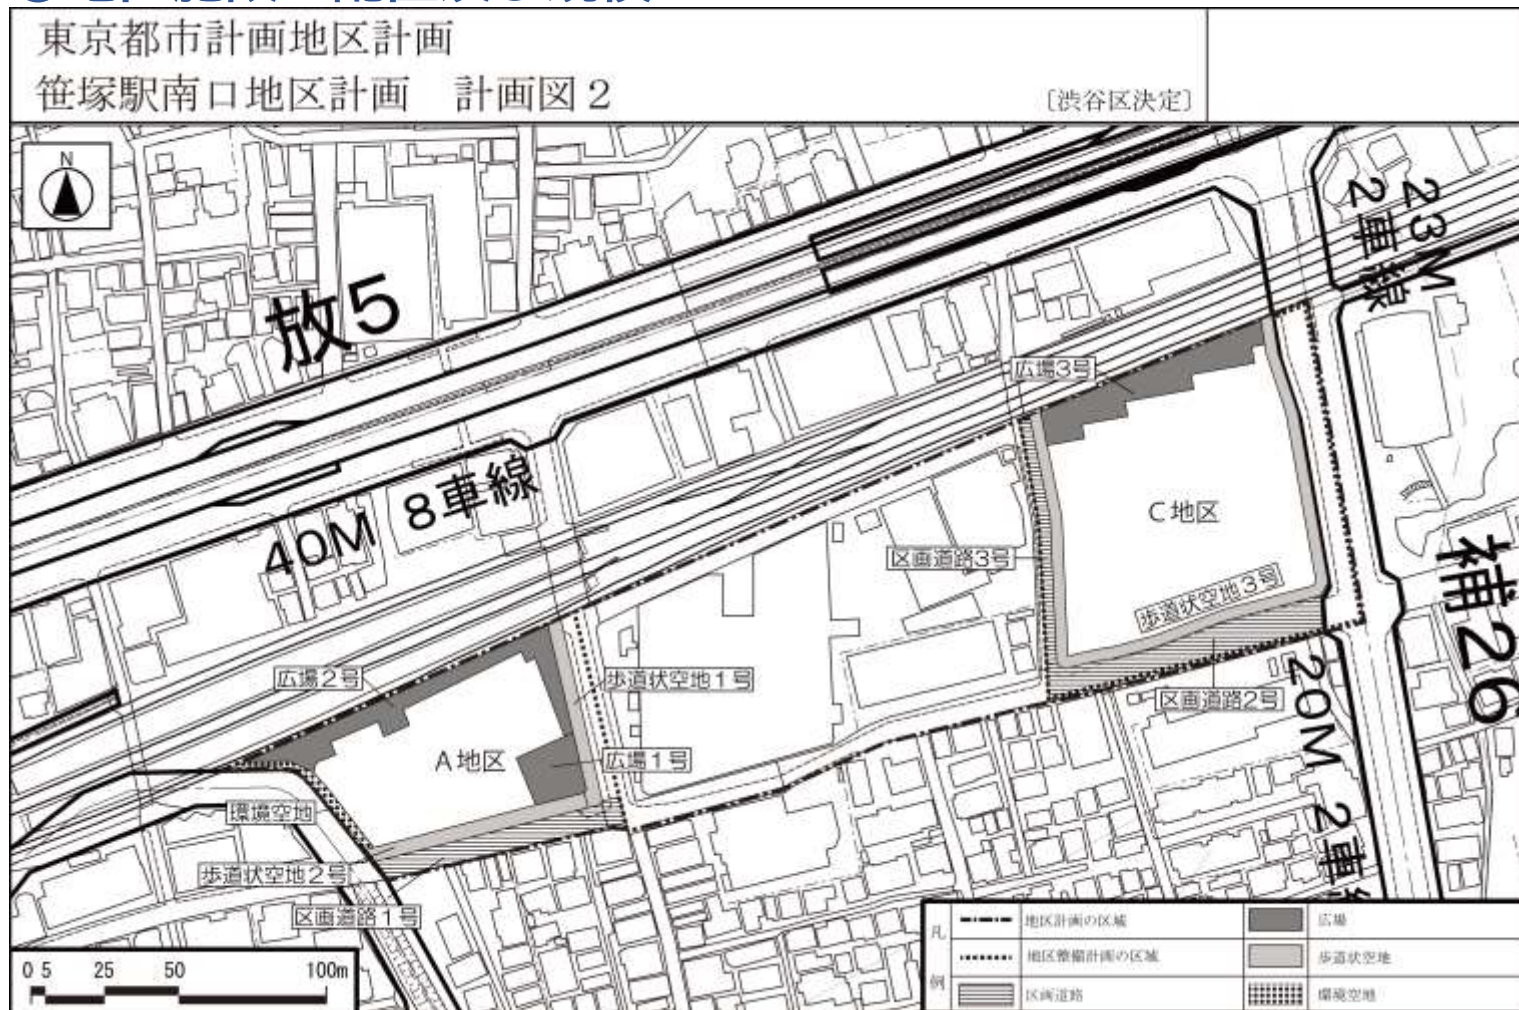 東京都市計画地区計画
笹塚駅南口地区計画　計画図２
〔渋谷区決定〕
N
放5
23M
2車線
広場3号
40M 8車線
C地区
区画道路3号
歩道状空地3号
補26
広場2号
歩道状空地1号
区画道路2号
A地区
広場1号
20M 2車線
環境空地
歩道状空地2号
区画道路1号
0 5 25 50 100m
凡例
地区計画の区域
広場
地区整備計画の区域
歩道状空地
区画道路
環境空地